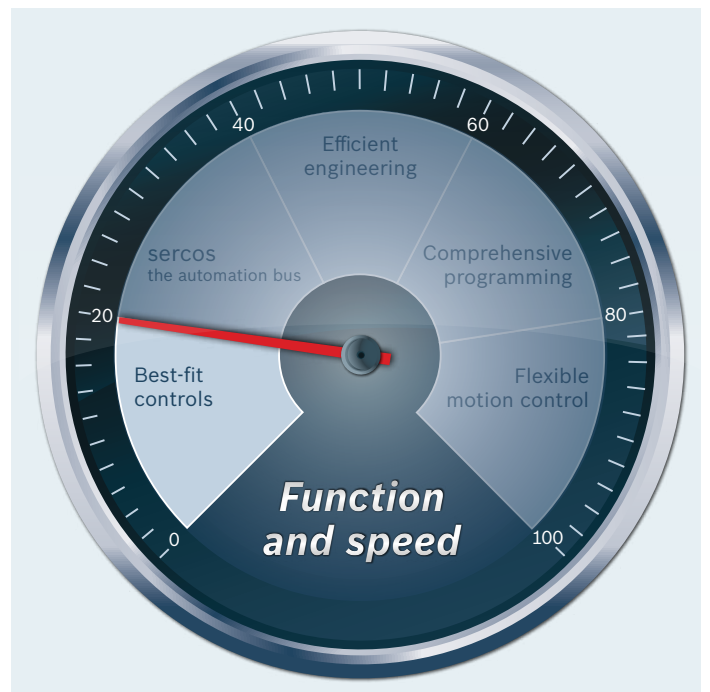 40
60
Efficient
engineering
sercos
the automation bus
Comprehensive
programming
20
80
Best-fit
controls
Flexible
motion control
Function
and speed
0
100